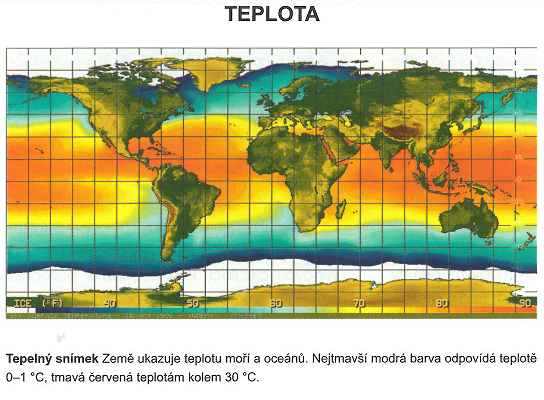 TEPLOTA
ICE (°F) 40 50 60 70 80 90
Tepelný snímek Země ukazuje teplotu moří a oceánů. Nejtmavší modrá barva odpovídá teplotě
0–1 °C, tmavá červená teplotám kolem 30 °C.